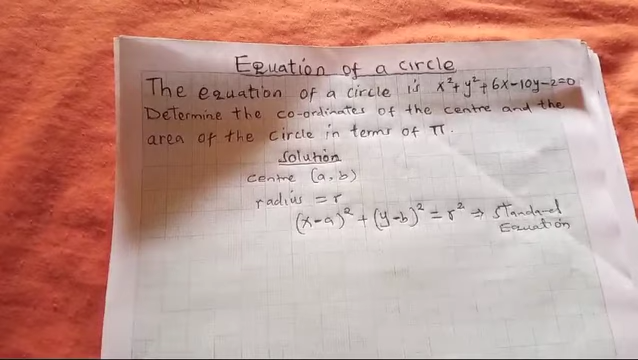 Equation of a circle
The equation of a circle is x²+y²+6x-10y-2=0
Determine the co-ordinates of the centre and the
area of the circle in terms of π.
Solution
centre (a, b)
radius = r
(x-a)² + (y-b)² = r² ⇒ standard
Equation